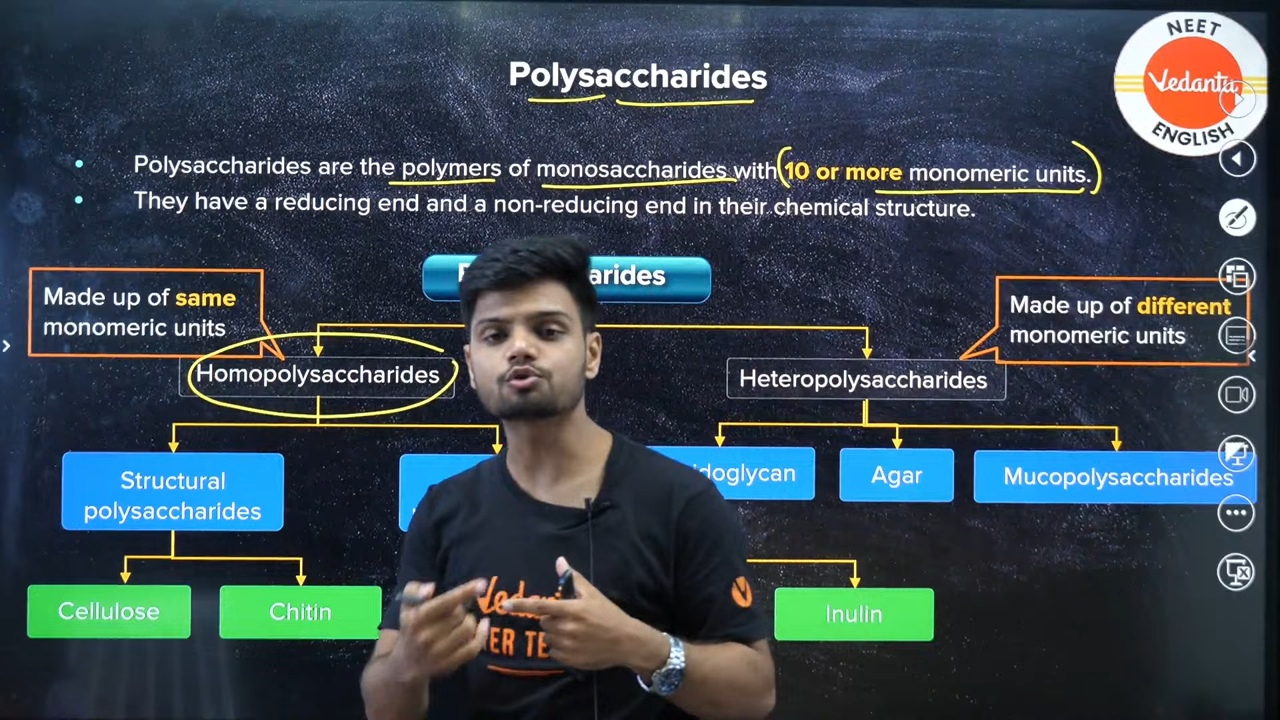 NEET
Vedantu
ENGLISH
Polysaccharides
• Polysaccharides are the polymers of monosaccharides with (10 or more monomeric units.)
• They have a reducing end and a non-reducing end in their chemical structure.
arides
Made up of same
monomeric units
Made up of different
monomeric units
Homopolysaccharides
Heteropolysaccharides
Structural
polysaccharides
idoglycan
Agar
Mucopolysaccharides
Cellulose
Chitin
Inulin